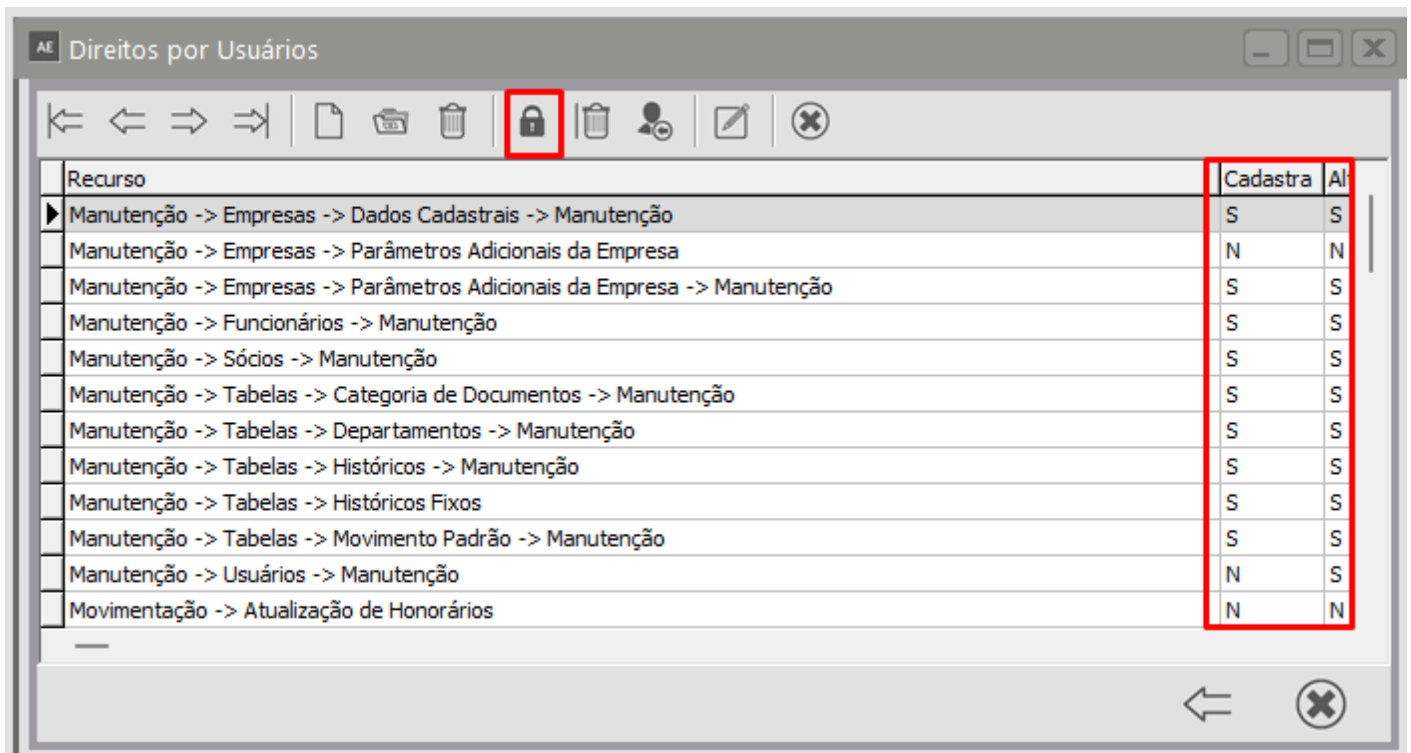 AE Direitos por Usuários
Recurso Cadastra Alt
Manutenção -> Empresas -> Dados Cadastrais -> Manutenção S S
Manutenção -> Empresas -> Parâmetros Adicionais da Empresa N N
Manutenção -> Empresas -> Parâmetros Adicionais da Empresa -> Manutenção S S
Manutenção -> Funcionários -> Manutenção S S
Manutenção -> Sócios -> Manutenção S S
Manutenção -> Tabelas -> Categoria de Documentos -> Manutenção S S
Manutenção -> Tabelas -> Departamentos -> Manutenção S S
Manutenção -> Tabelas -> Históricos -> Manutenção S S
Manutenção -> Tabelas -> Históricos Fixos S S
Manutenção -> Tabelas -> Movimento Padrão -> Manutenção S S
Manutenção -> Usuários -> Manutenção N S
Movimentação -> Atualização de Honorários N N